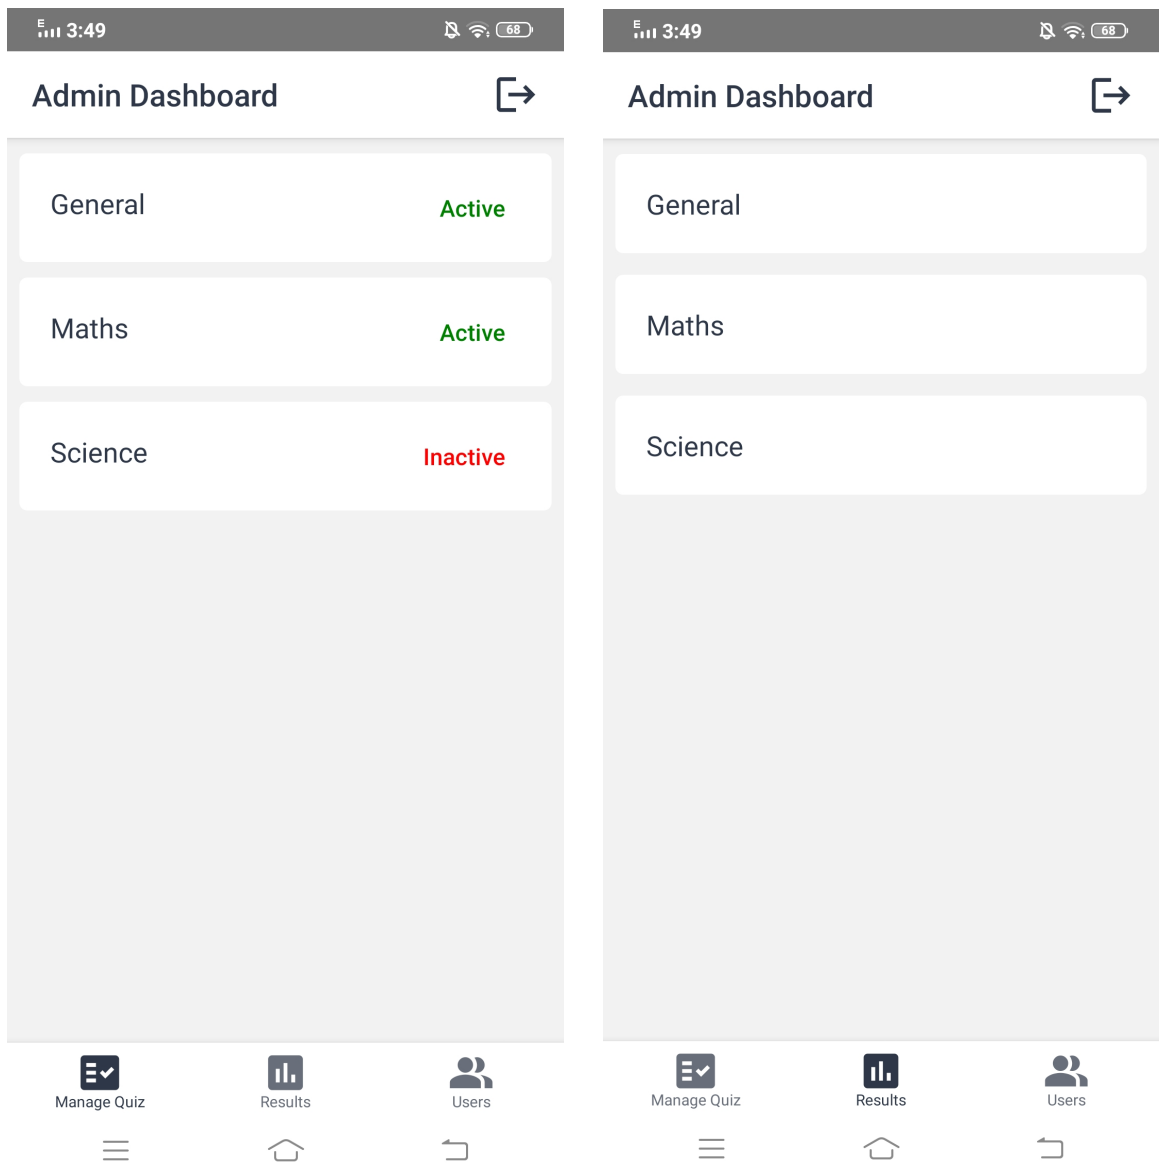 E 3:49 68
Admin Dashboard
General Active
Maths Active
Science Inactive
Manage Quiz Results Users
E 3:49 68
Admin Dashboard
General
Maths
Science
Manage Quiz Results Users